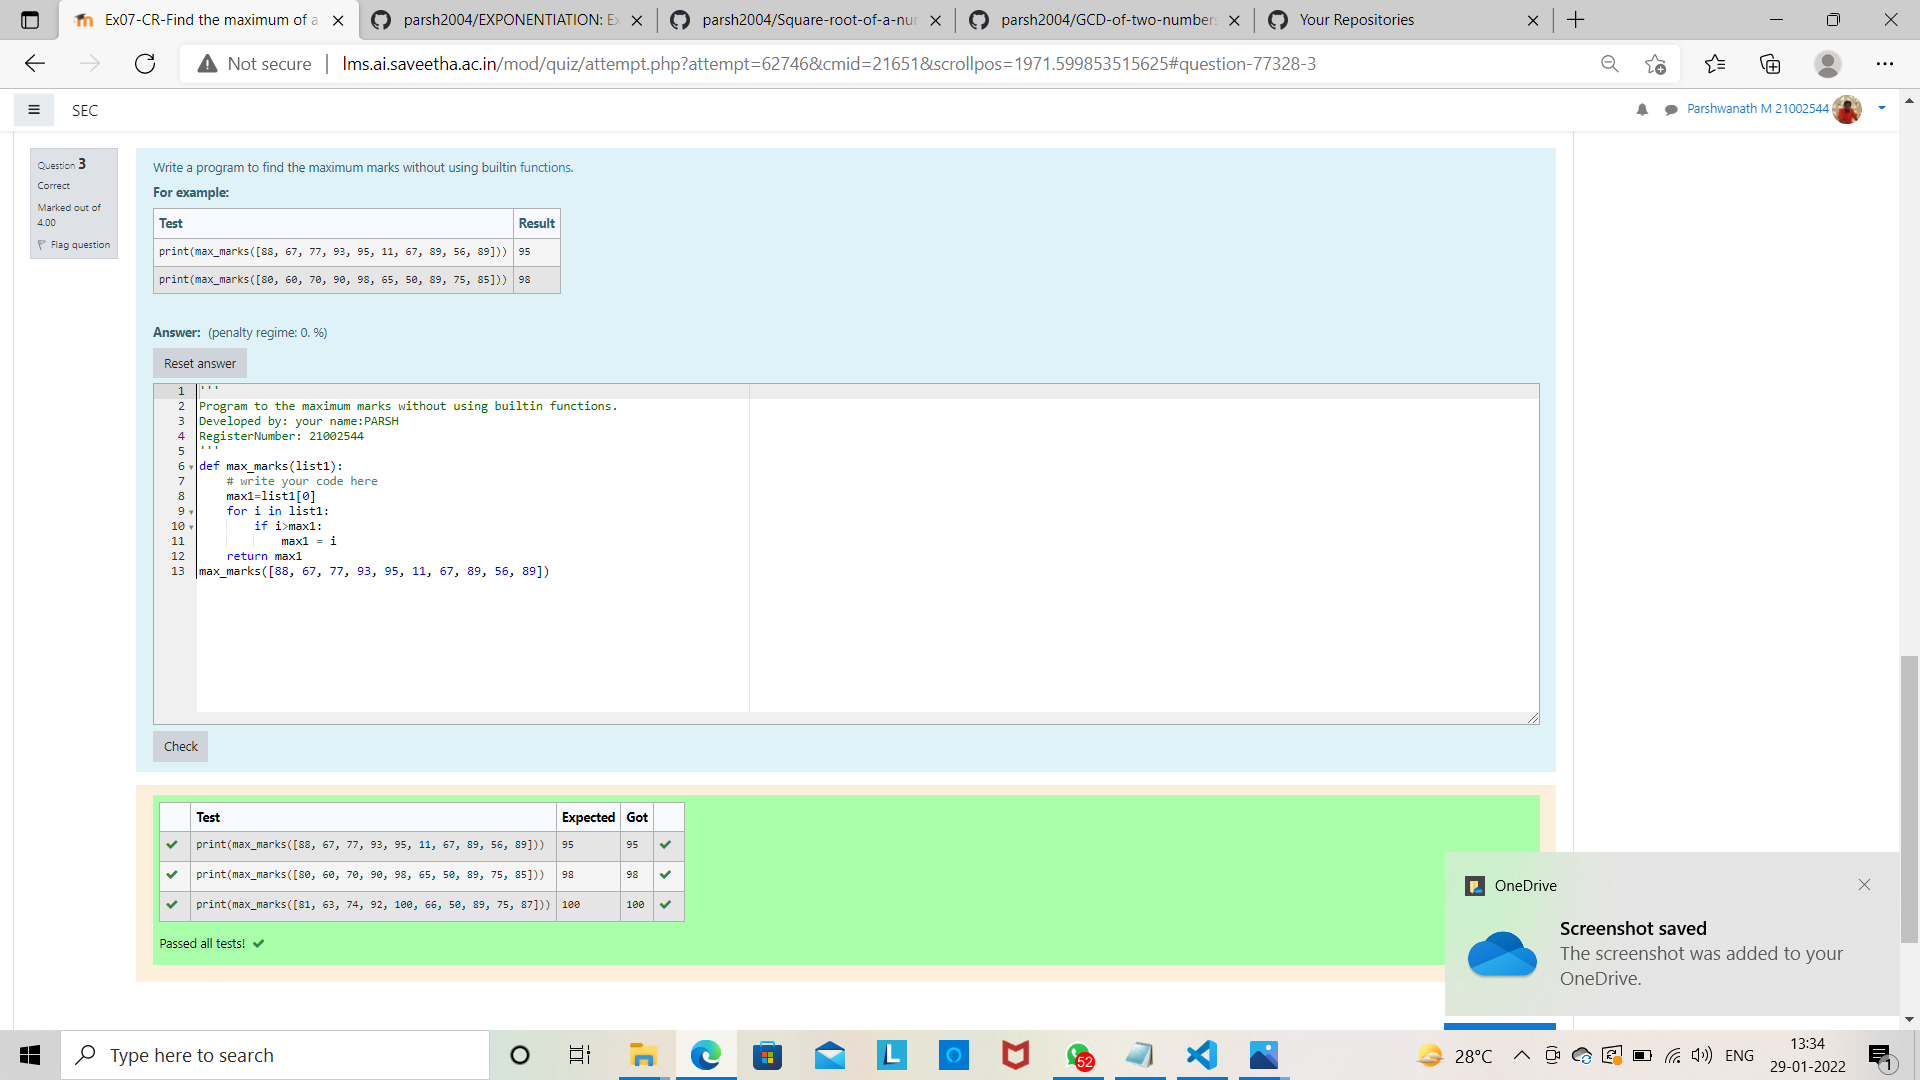 Ex07-CR-Find the maximum of a
parsh2004/EXPONENTIATION: Ex
parsh2004/Square-root-of-a-nur
parsh2004/GCD-of-two-numbers
Your Repositories
Not secure | lms.ai.saveetha.ac.in/mod/quiz/attempt.php?attempt=62746&cmid=21651&scrollpos=1971.599853515625#question-77328-3
SEC
Parshwanath M 21002544
Question 3
Correct
Marked out of
4.00
Flag question
Write a program to find the maximum marks without using builtin functions.
For example:
Test Result
print(max_marks([88, 67, 77, 93, 95, 11, 67, 89, 56, 89])) 95
print(max_marks([80, 60, 70, 90, 98, 65, 50, 89, 75, 85])) 98
Answer: (penalty regime: 0. %)
Reset answer
1 '''
2 Program to the maximum marks without using builtin functions.
3 Developed by: your name:PARSH
4 RegisterNumber: 21002544
5 '''
6 def max_marks(list1):
7 # write your code here
8 max1=list1[0]
9 for i in list1:
10 if i>max1:
11 max1 = i
12 return max1
13 max_marks([88, 67, 77, 93, 95, 11, 67, 89, 56, 89])
Check
Test Expected Got
print(max_marks([88, 67, 77, 93, 95, 11, 67, 89, 56, 89])) 95 95
print(max_marks([80, 60, 70, 90, 98, 65, 50, 89, 75, 85])) 98 98
print(max_marks([81, 63, 74, 92, 100, 66, 50, 89, 75, 87])) 100 100
Passed all tests!
OneDrive
Screenshot saved
The screenshot was added to your
OneDrive.
Type here to search
L
52
28°C
ENG
13:34
29-01-2022
1